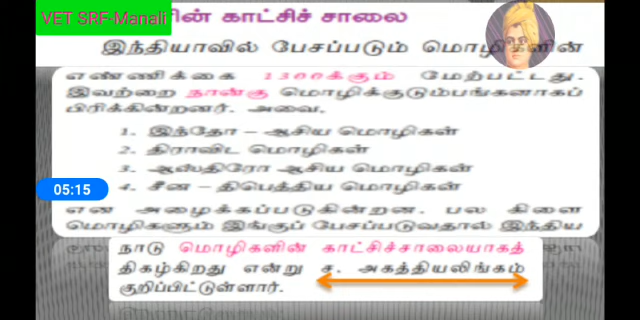 VET SRF Manali
ளின் காட்சிச் சாலை
இந்தியாவில் பேசப்படும் மொழிகளின்
எண்ணிக்கை 1300க்கும் மேற்பட்டது.
இவற்றை நான்கு மொழிக்குடும்பங்களாகப்
பிரிக்கின்றனர். அவை,
1. இந்தோ – ஆசிய மொழிகள்
2. திராவிட மொழிகள்
3. ஆஸ்திரோ ஆசிய மொழிகள்
4. சீன – திபெத்திய மொழிகள்
05:15
என அழைக்கப்படுகின்றன. பல கிளை
மொழிகளும் இங்குப் பேசப்படுவதால் இந்திய
நாடு மொழிகளின் காட்சிச்சாலையாகத்
திகழ்கிறது என்று ச. அகத்தியலிங்கம்
குறிப்பிட்டுள்ளார்.